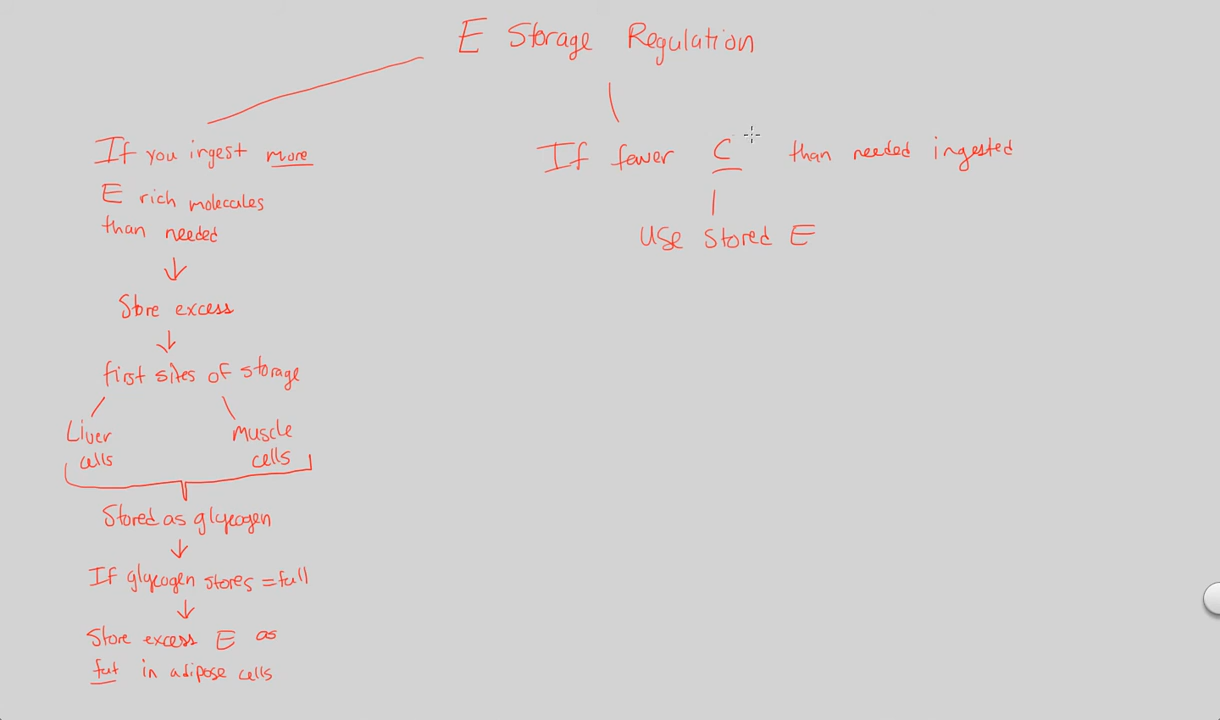 E Storage Regulation
If you ingest more
E rich molecules
than needed
Store excess
first sites of storage
Liver
cells
muscle
cells
Stored as glycogen
If glycogen stores = full
Store excess E as
fat in adipose cells
If fewer C than needed ingested
Use stored E